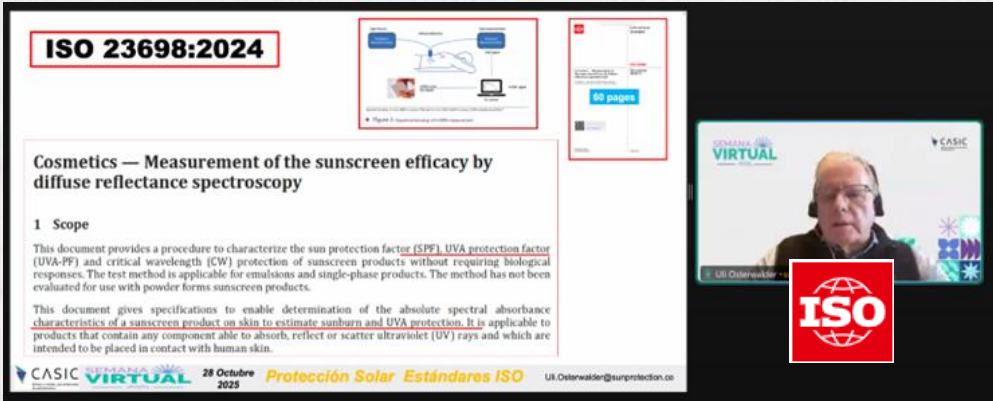 ISO 23698:2024
60 pages
Cosmetics — Measurement of the sunscreen efficacy by
diffuse reflectance spectroscopy
1 Scope
This document provides a procedure to characterize the sun protection factor (SPF), UVA protection factor
(UVA-PF) and critical wavelength (CW) protection of sunscreen products without requiring biological
responses. The test method is applicable for emulsions and single-phase products. The method has not been
evaluated for use with powder forms sunscreen products.
This document gives specifications to enable determination of the absolute spectral absorbance
characteristics of a sunscreen product on skin to estimate sunburn and UVA protection. It is applicable to
products that contain any component able to absorb, reflect or scatter ultraviolet (UV) rays and which are
intended to be placed in contact with human skin.
CASIC
SEMANA
VIRTUAL
28 Octubre
2025
Protección Solar Estándares ISO
Uli.Osterwalder@sunprotection.co
SEMANA
VIRTUAL
CASIC
Uli Osterwalder
ISO